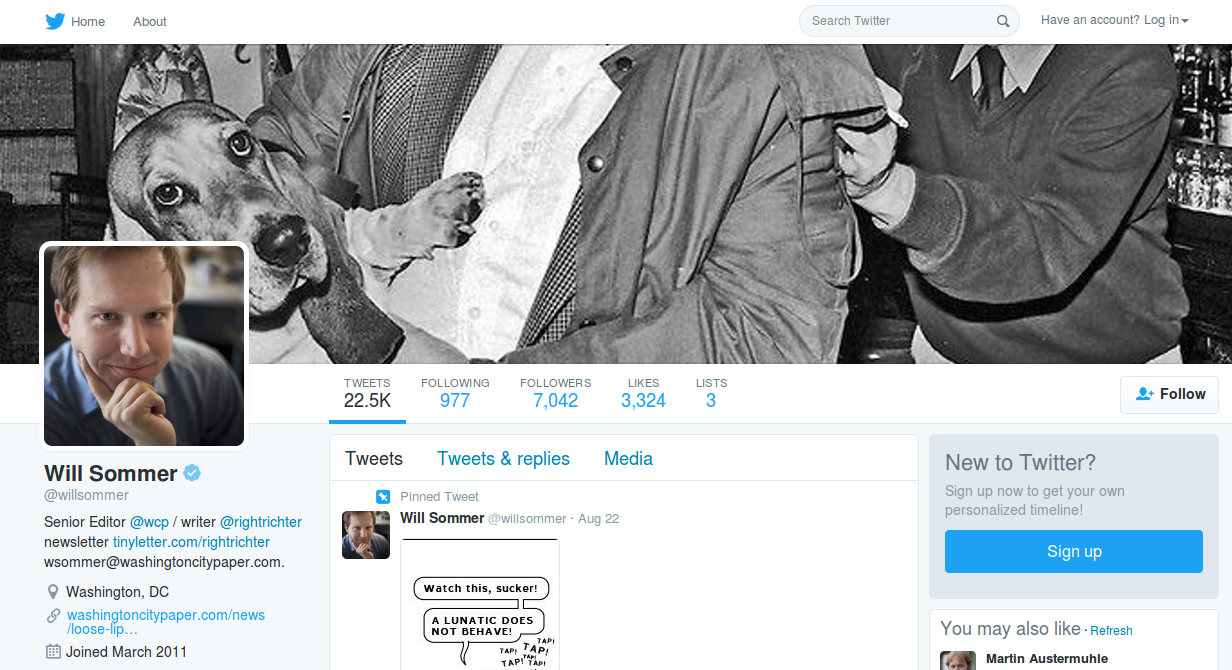 Home
About
Search Twitter
Have an account? Log in
TWEETS
22.5K
FOLLOWING
977
FOLLOWERS
7,042
LIKES
3,324
LISTS
3
Follow
Will Sommer
@willsommer
Senior Editor @wcp / writer @rightrichter
newsletter tinyletter.com/rightrichter
wsommer@washingtoncitypaper.com.
Washington, DC
washingtoncitypaper.com/news
/loose-lip…
Joined March 2011
Tweets
Tweets & replies
Media
Pinned Tweet
Will Sommer @willsommer · Aug 22
Watch this, sucker!
A LUNATIC DOES
NOT BEHAVE!
TAP!
TAP! TAP!
TAP! TAP!
TAP!
New to Twitter?
Sign up now to get your own
personalized timeline!
Sign up
You may also like · Refresh
Martin Austermuhle